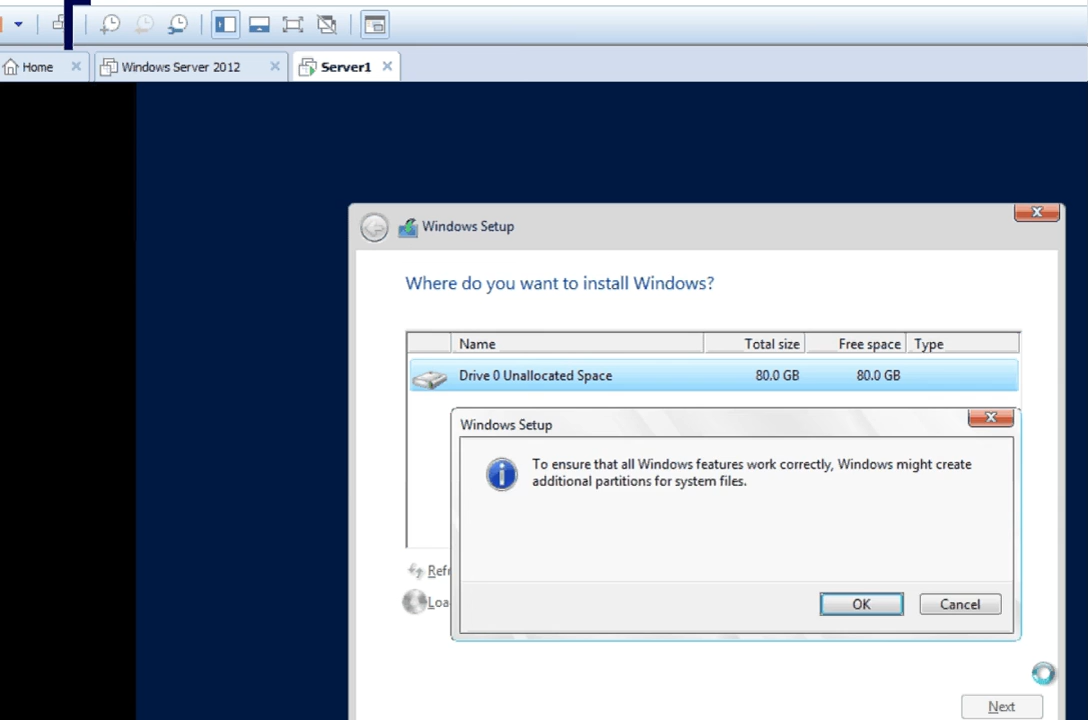 Home
Windows Server 2012
Server1
Windows Setup
Where do you want to install Windows?
Name Total size Free space Type
Drive 0 Unallocated Space 80.0 GB 80.0 GB
Windows Setup
To ensure that all Windows features work correctly, Windows might create
additional partitions for system files.
OK Cancel
Next